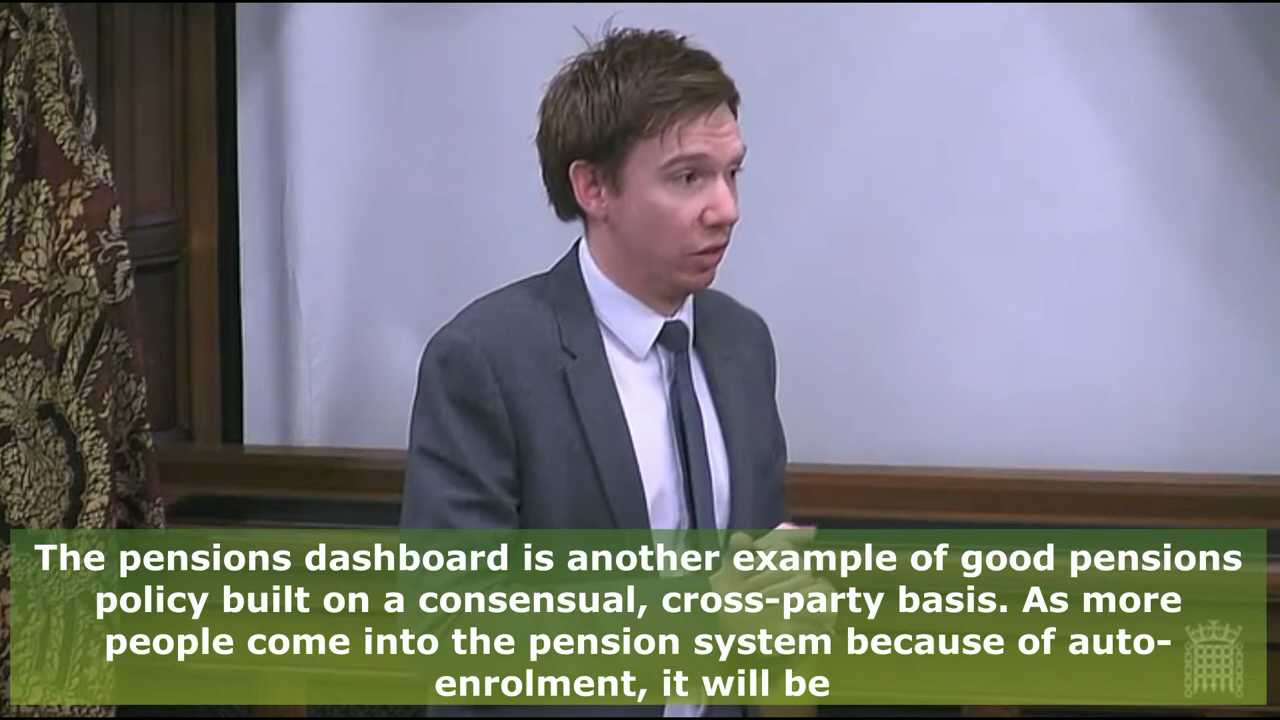 The pensions dashboard is another example of good pensions
policy built on a consensual, cross-party basis. As more
people come into the pension system because of auto-
enrolment, it will be